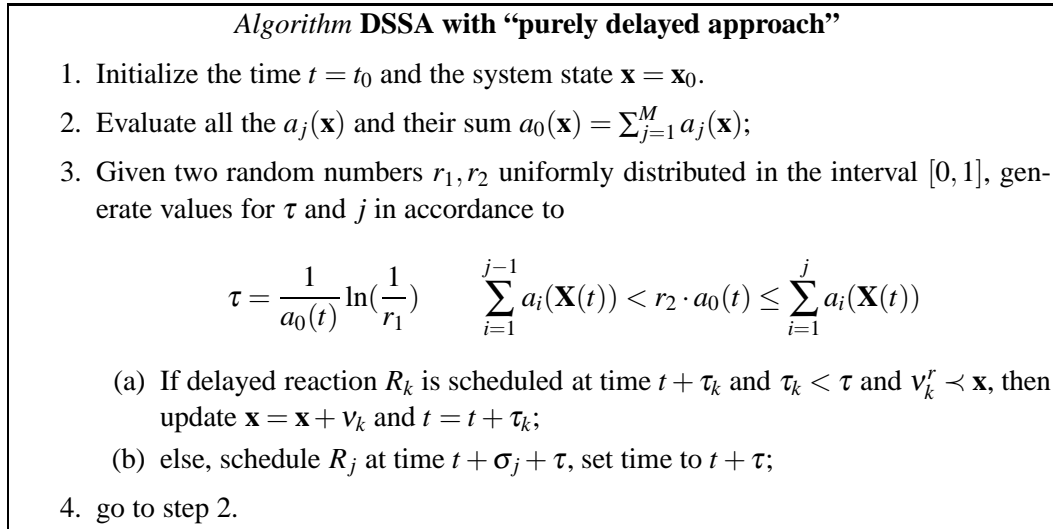 Algorithm DSSA with “purely delayed approach”
1. Initialize the time t = t₀ and the system state x = x₀.
2. Evaluate all the aⱼ(x) and their sum a₀(x) = ∑ᴹⱼ₌₁ aⱼ(x);
3. Given two random numbers r₁, r₂ uniformly distributed in the interval [0, 1], gen-
erate values for τ and j in accordance to
τ = 1/a₀(t) ln(1/r₁) ∑ᵢ₌₁ʲ⁻¹ aᵢ(X(t)) < r₂ · a₀(t) ≤ ∑ᵢ₌₁ʲ aᵢ(X(t))
(a) If delayed reaction Rₖ is scheduled at time t + τₖ and τₖ < τ and νₖʳ ≺ x, then
update x = x + νₖ and t = t + τₖ;
(b) else, schedule Rⱼ at time t + σⱼ + τ, set time to t + τ;
4. go to step 2.